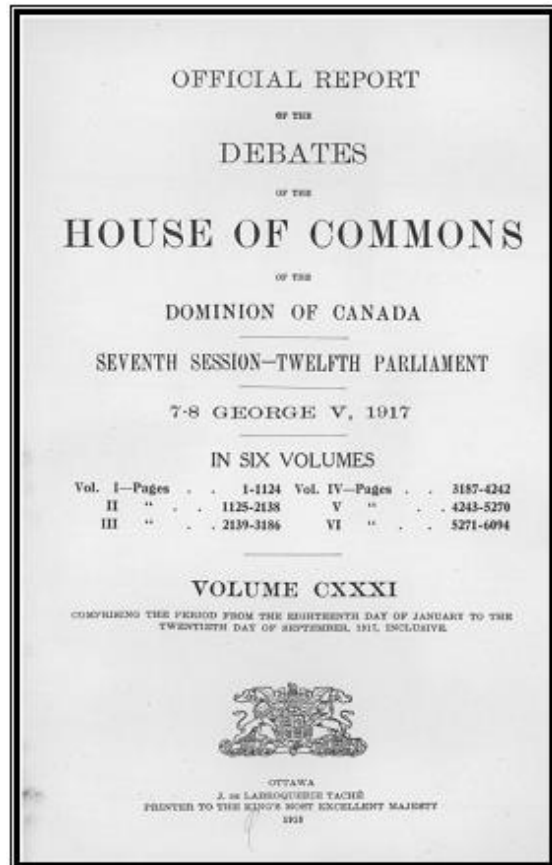 OFFICIAL REPORT
OF THE
DEBATES
OF THE
HOUSE OF COMMONS
OF THE
DOMINION OF CANADA
SEVENTH SESSION—TWELFTH PARLIAMENT
7-8 GEORGE V, 1917
IN SIX VOLUMES
Vol. I—Pages . . 1-1124 Vol. IV—Pages . . 3187-4242
II “ . . 1125-2138 V “ . . 4243-5270
III “ . . 2139-3186 VI “ . . 5271-6094
VOLUME CXXXI
COMPRISING THE PERIOD FROM THE EIGHTEENTH DAY OF JANUARY TO THE
TWENTIETH DAY OF SEPTEMBER, 1917, INCLUSIVE.
OTTAWA
J. DE LABROQUERIE TACHÉ
PRINTER TO THE KING'S MOST EXCELLENT MAJESTY
1918